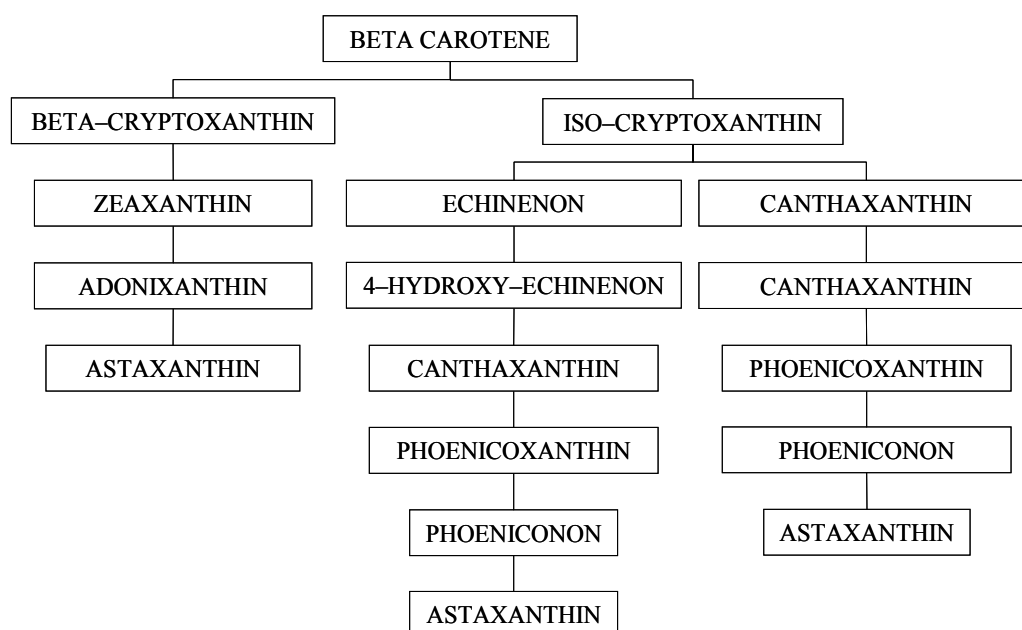 BETA CAROTENE
BETA–CRYPTOXANTHIN
ISO–CRYPTOXANTHIN
ZEAXANTHIN
ECHINENON
CANTHAXANTHIN
ADONIXANTHIN
4–HYDROXY–ECHINENON
CANTHAXANTHIN
ASTAXANTHIN
CANTHAXANTHIN
PHOENICOXANTHIN
PHOENICOXANTHIN
PHOENICONON
PHOENICONON
ASTAXANTHIN
ASTAXANTHIN